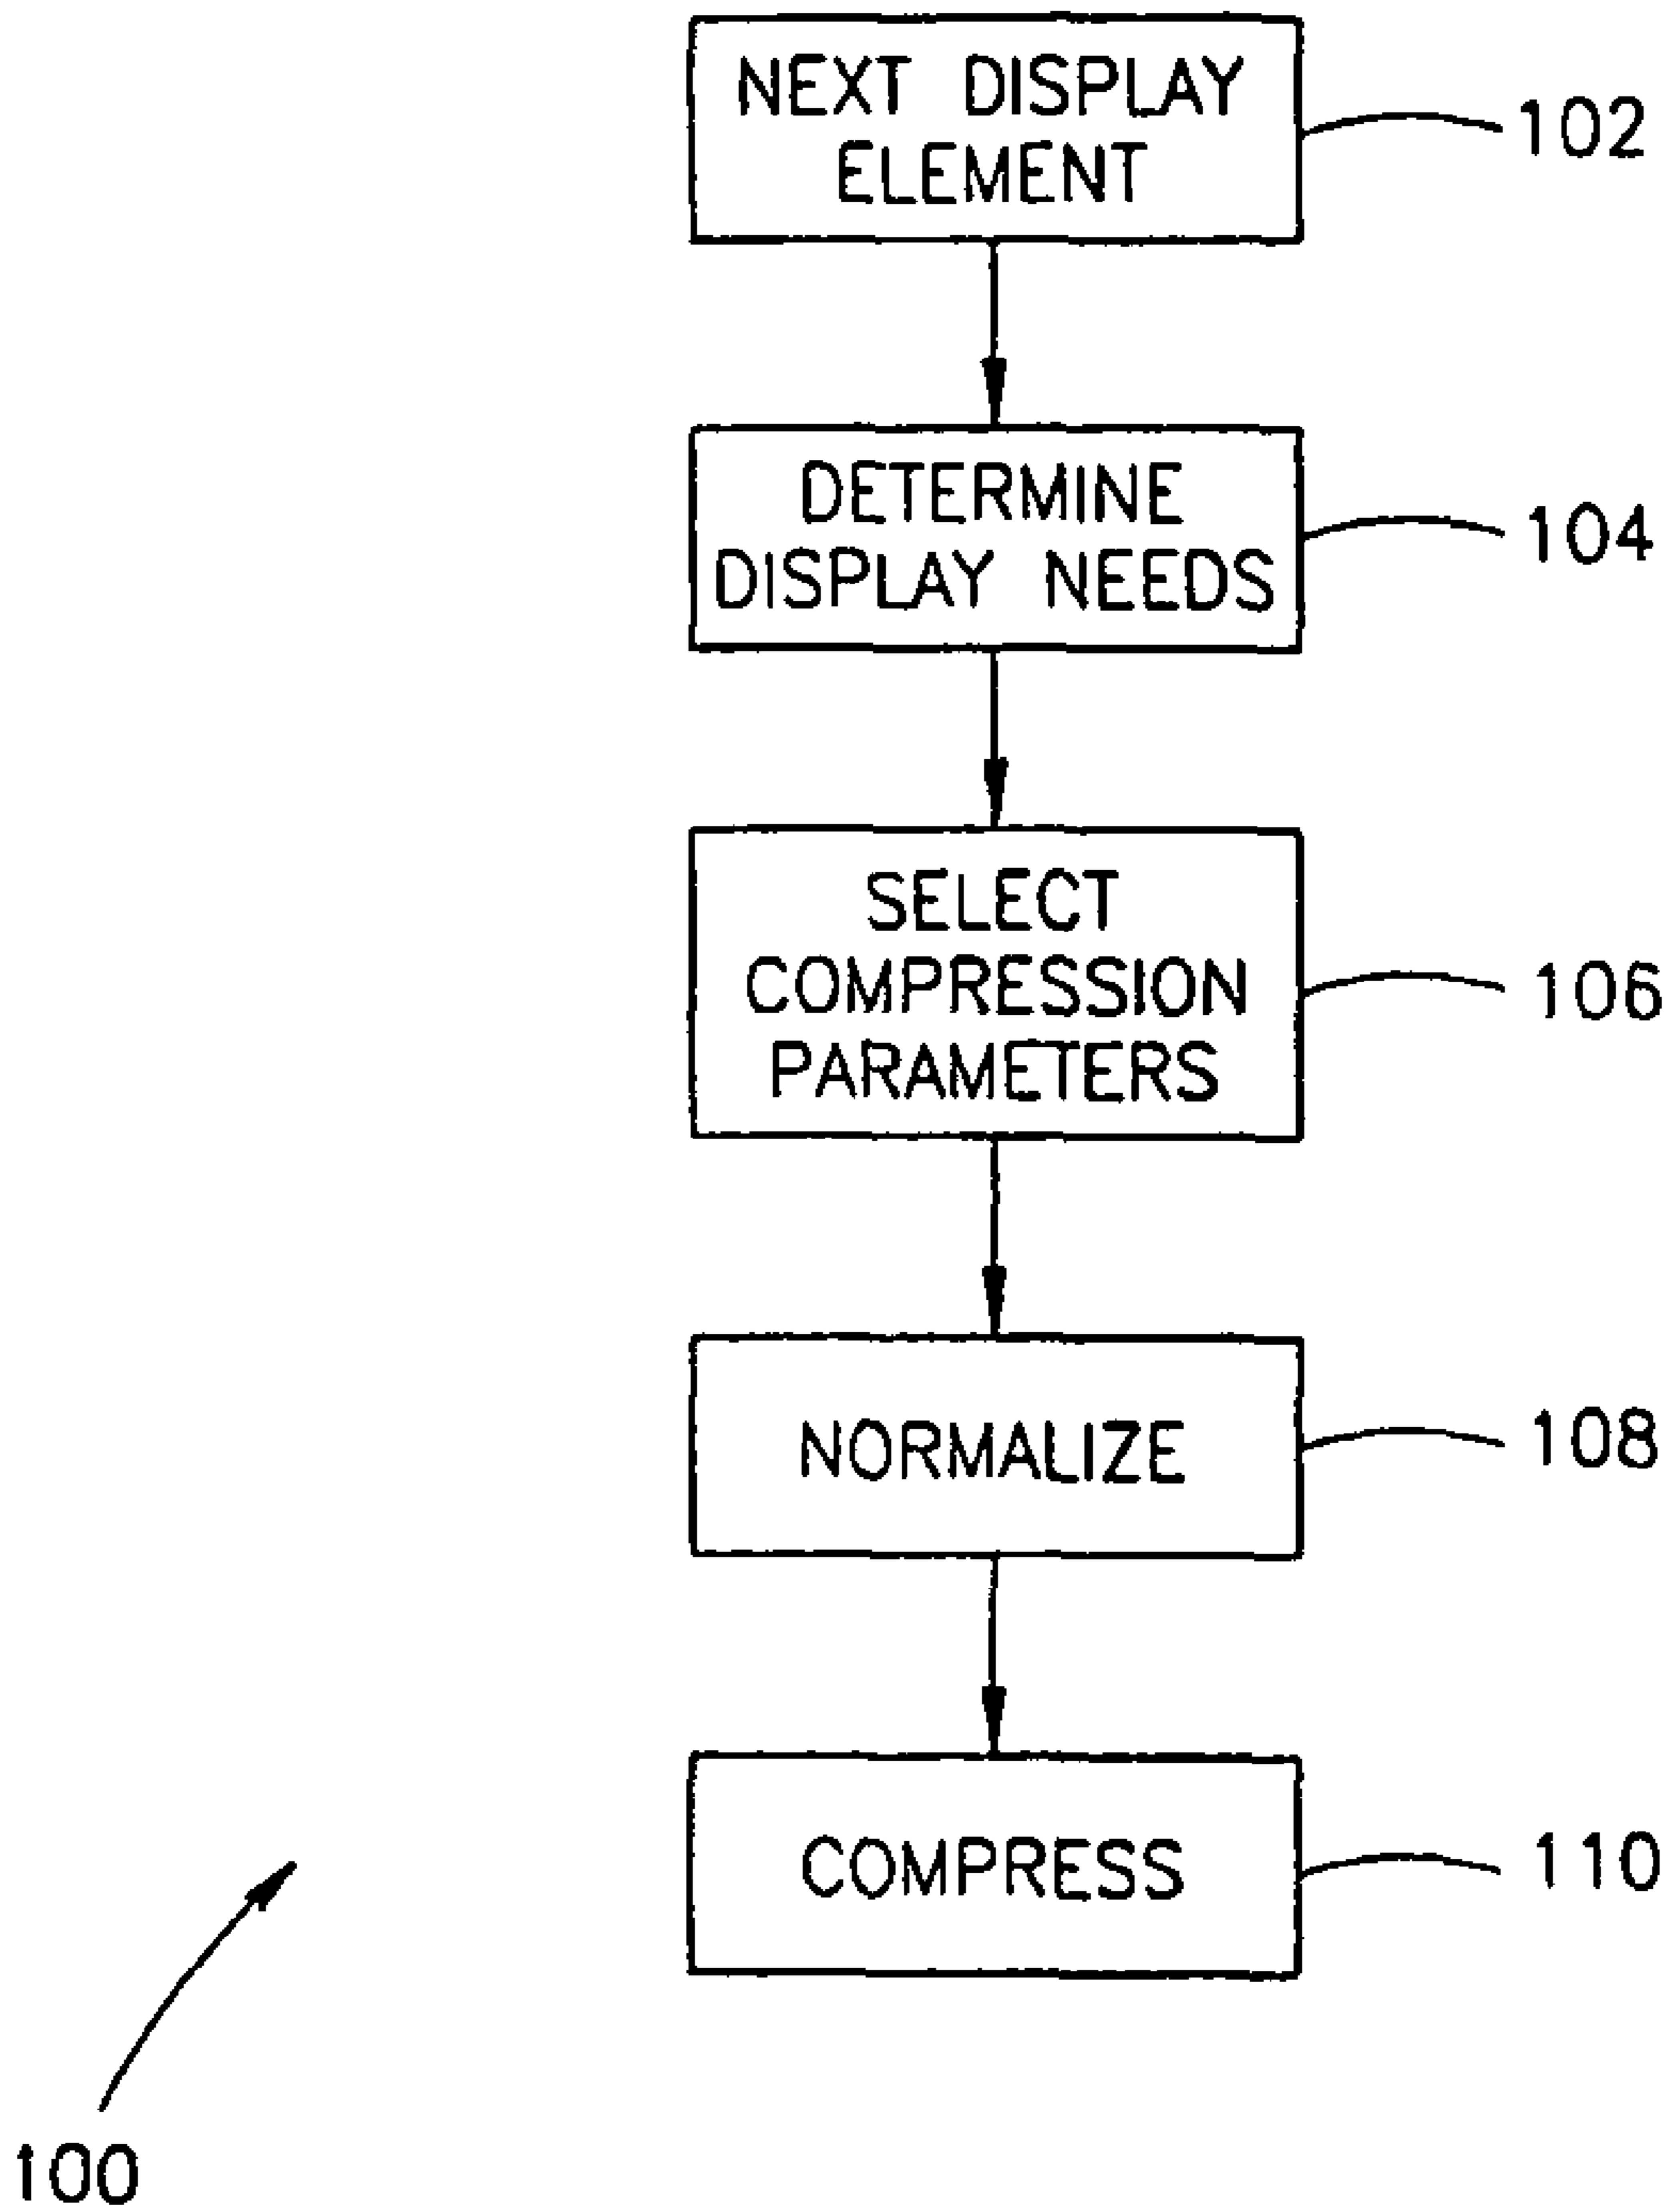 NEXT DISPLAY
ELEMENT
102
DETERMINE
DISPLAY NEEDS
104
SELECT
COMPRESSION
PARAMETERS
106
NORMALIZE
108
COMPRESS
110
100